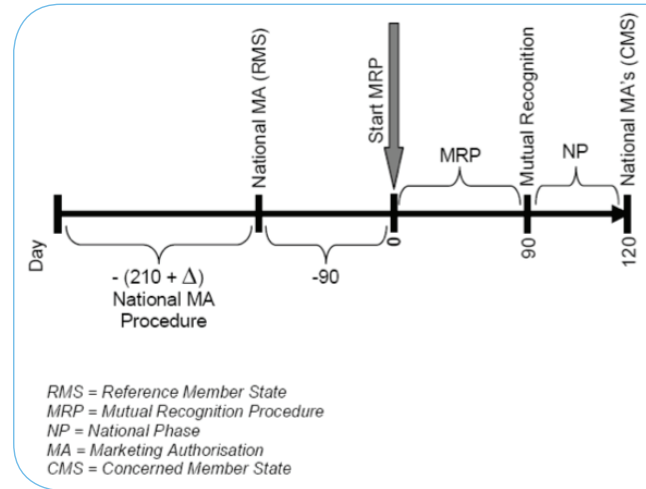 National MA (RMS)
Start MRP
Mutual Recognition
National MA's (CMS)
MRP
NP
Day
0
90
120
- (210 + Δ)
National MA
Procedure
-90
RMS = Reference Member State
MRP = Mutual Recognition Procedure
NP = National Phase
MA = Marketing Authorisation
CMS = Concerned Member State